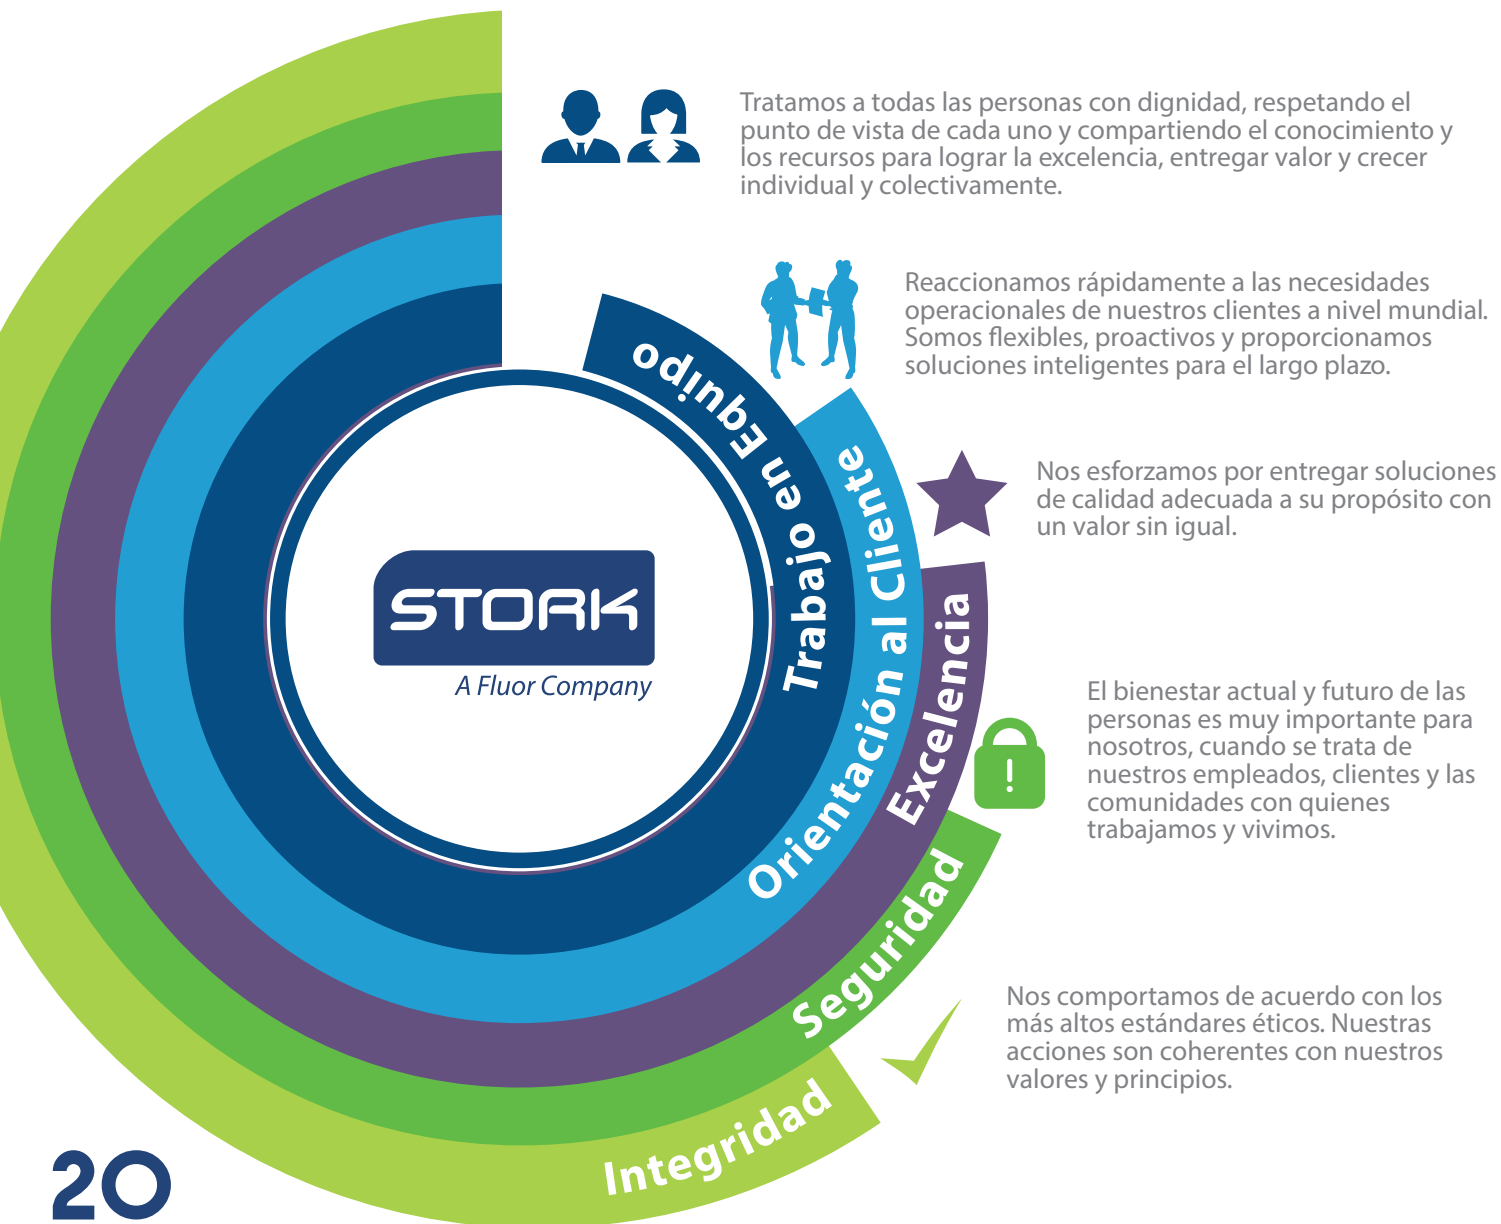 Tratamos a todas las personas con dignidad, respetando el
punto de vista de cada uno y compartiendo el conocimiento y
los recursos para lograr la excelencia, entregar valor y crecer
individual y colectivamente.
Trabajo en Equipo
Reaccionamos rápidamente a las necesidades
operacionales de nuestros clientes a nivel mundial.
Somos flexibles, proactivos y proporcionamos
soluciones inteligentes para el largo plazo.
Orientación al Cliente
Nos esforzamos por entregar soluciones
de calidad adecuada a su propósito con
un valor sin igual.
Excelencia
STORK
A Fluor Company
El bienestar actual y futuro de las
personas es muy importante para
nosotros, cuando se trata de
nuestros empleados, clientes y las
comunidades con quienes
trabajamos y vivimos.
!
Seguridad
Nos comportamos de acuerdo con los
más altos estándares éticos. Nuestras
acciones son coherentes con nuestros
valores y principios.
Integridad
20